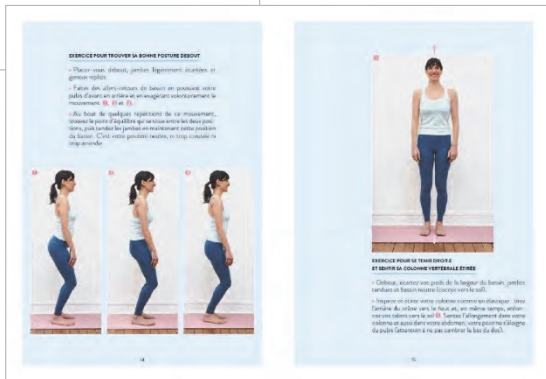 EXERCICE POUR TROUVER SA BONNE POSTURE DEBOUT
• Placez-vous debout, jambes légèrement écartées et
genoux repliés.
• Faites des allers-retours de bassin en poussant votre
pubis d'avant en arrière et en exagérant volontairement le
mouvement
• Au bout de quelques répétitions de ce mouvement,
trouvez le point d'équilibre qui se situe entre les deux posi-
tions, puis tendez les jambes en maintenant cette position
du bassin. C'est votre position neutre, ni trop cambrée ni
trop arrondie.
EXERCICE POUR SE TENIR DROIT·E
ET SENTIR SA COLONNE VERTÉBRALE ÉTIRÉE
• Debout, écartez vos pieds de la largeur du bassin, jambes
tendues et bassin neutre (coccyx vers le sol).
• Inspirez et étirez votre colonne comme un élastique : tirez
l'arrière du crâne vers le haut et, en même temps, enfon-
cez vos talons vers le sol. Sentez l'allongement dans votre
colonne et aussi dans votre abdomen, votre poitrine s'éloigne
du pubis (attention à ne pas cambrer le bas du dos).